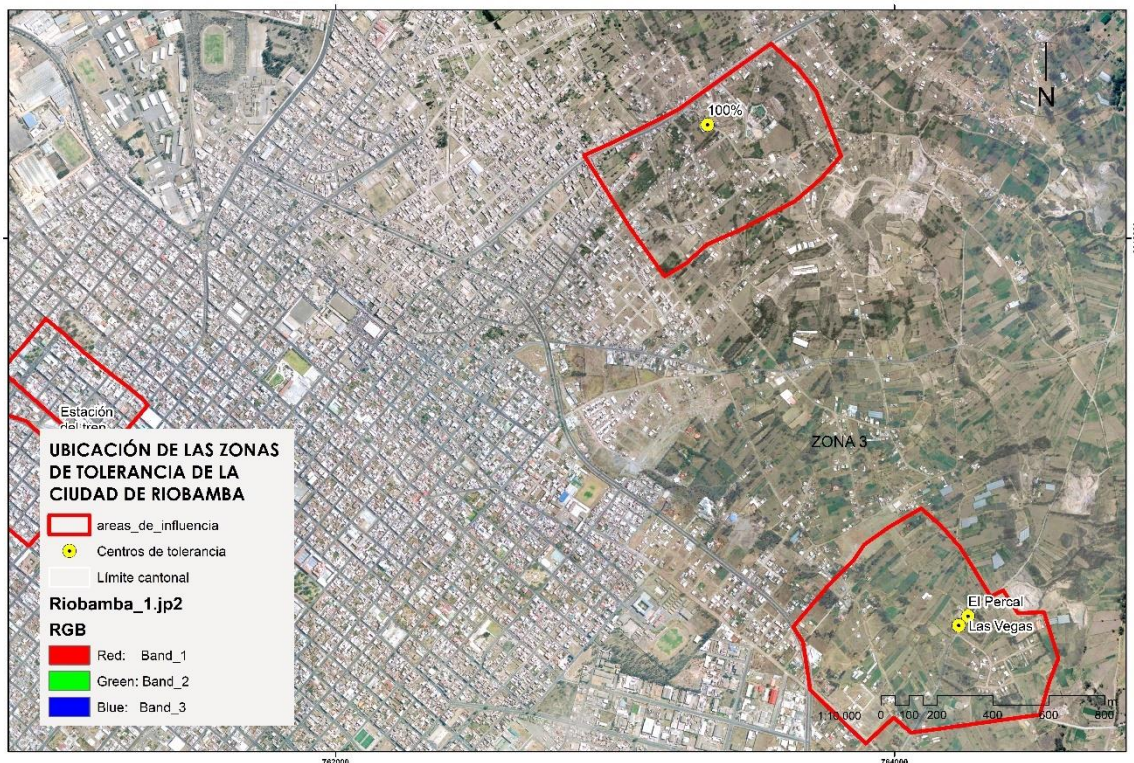 100%
N
ZONA 3
Estación
del tren
UBICACIÓN DE LAS ZONAS
DE TOLERANCIA DE LA
CIUDAD DE RIOBAMBA
areas_de_influencia
Centros de tolerancia
Límite cantonal
Riobamba_1.jp2
RGB
Red: Band_1
Green: Band_2
Blue: Band_3
El Percal
Las Vegas
1:10 000
0 100 200 400 600 800 m
762000
764000